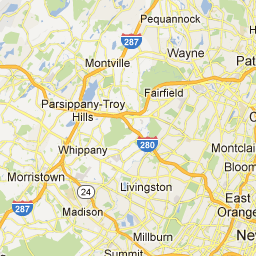 Pequannock
287
Wayne
Montville
Pat
Fairfield
Parsippany-Troy
Hills
280
Montclai
Whippany
Bloom
Morristown
24
Livingston
East
Orange
287
Madison
Millburn
New
Summit